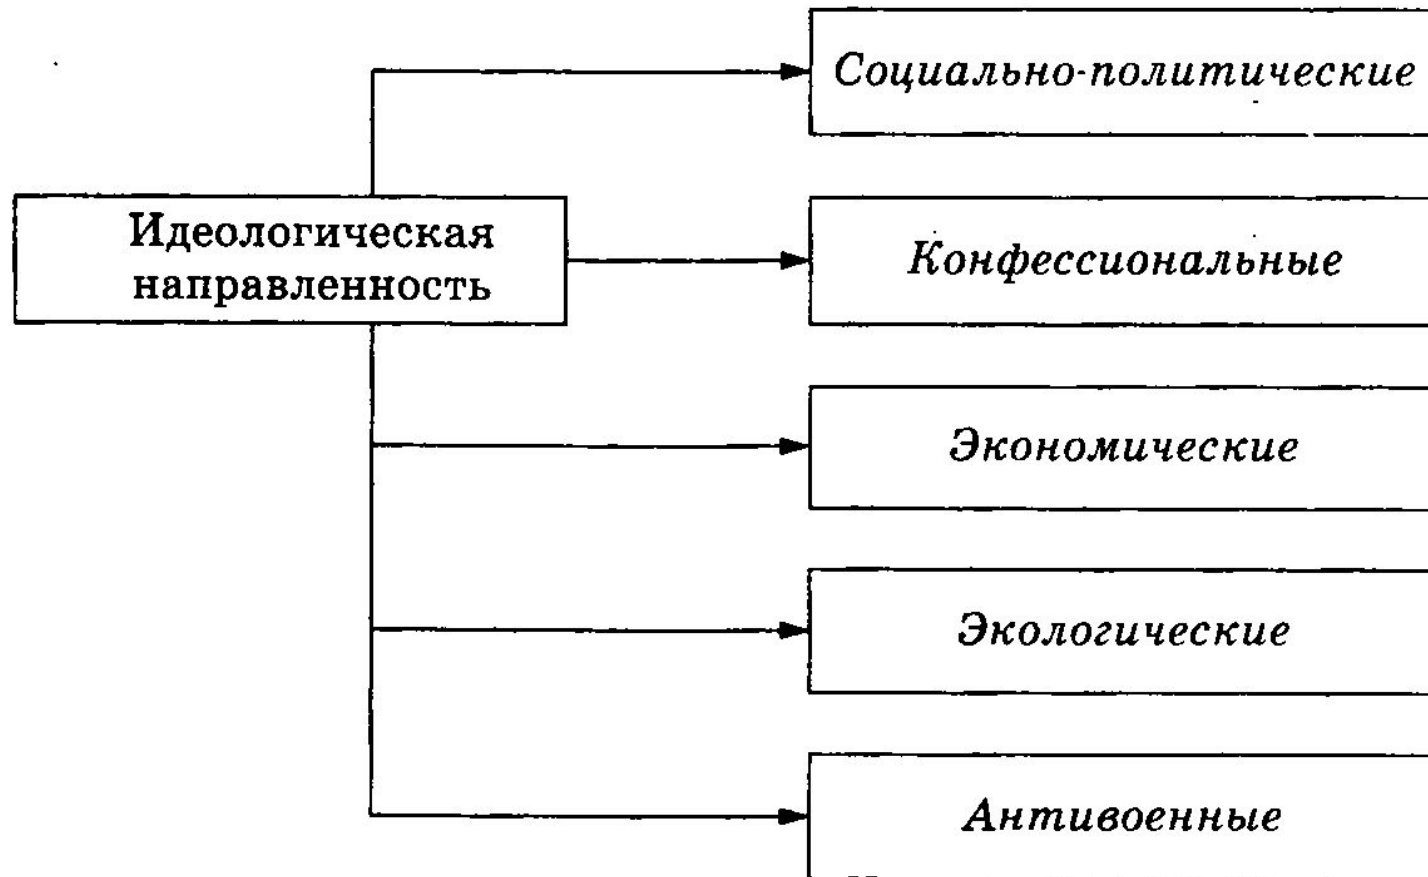 Социально-политические
Идеологическая
направленность
Конфессиональные
Экономические
Экологические
Антивоенные